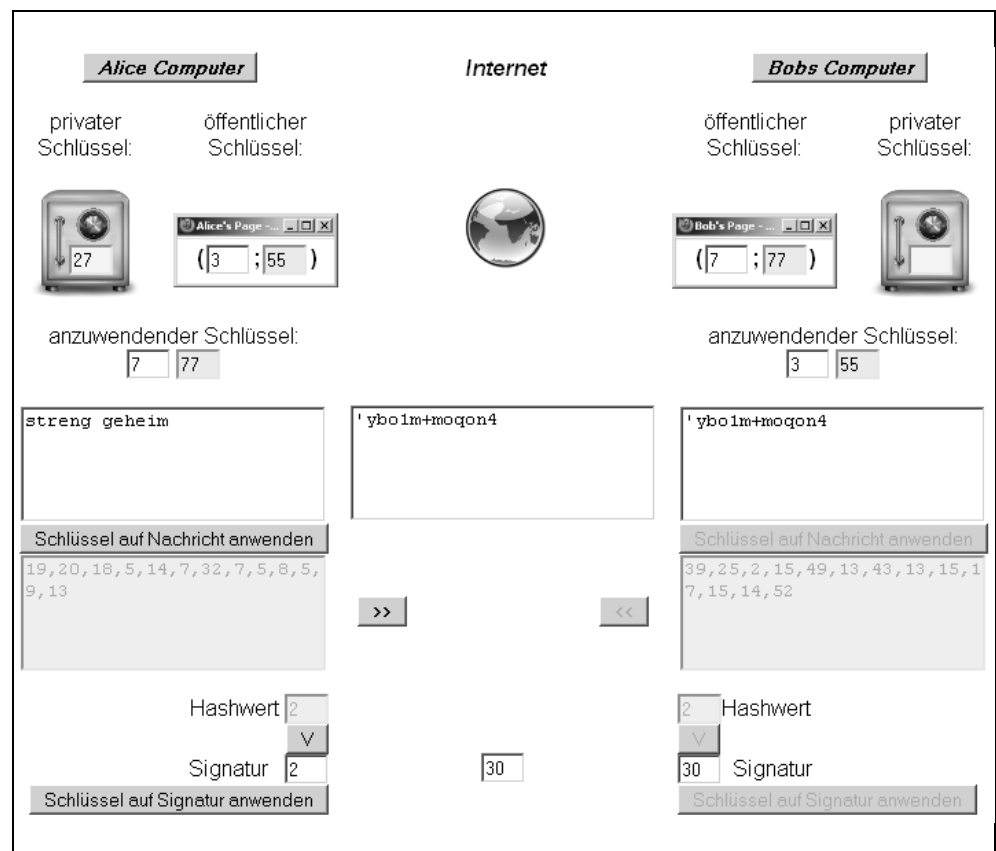 Alice Computer
Internet
Bobs Computer
privater
Schlüssel:
öffentlicher
Schlüssel:
öffentlicher
Schlüssel:
privater
Schlüssel:
27
Alice's Page -...
(3 ;55 )
Bob's Page - ...
(7 ;77 )
anzuwendender Schlüssel:
7 77
anzuwendender Schlüssel:
3 55
streng geheim
'ybo1m+moqon4
'ybo1m+moqon4
Schlüssel auf Nachricht anwenden
Schlüssel auf Nachricht anwenden
19,20,18,5,14,7,32,7,5,8,5,
9,13
39,25,2,15,49,13,43,13,15,1
7,15,14,52
>>
<<
Hashwert 2
2 Hashwert
V
V
Signatur 2
30
30 Signatur
Schlüssel auf Signatur anwenden
Schlüssel auf Signatur anwenden